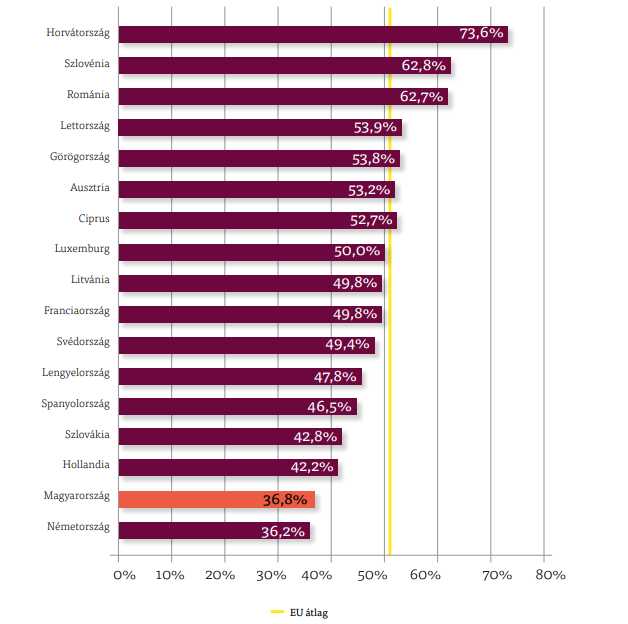 Horvátország 73,6%
Szlovénia 62,8%
Románia 62,7%
Lettország 53,9%
Görögország 53,8%
Ausztria 53,2%
Ciprus 52,7%
Luxemburg 50,0%
Litvánia 49,8%
Franciaország 49,8%
Svédország 49,4%
Lengyelország 47,8%
Spanyolország 46,5%
Szlovákia 42,8%
Hollandia 42,2%
Magyarország 36,8%
Németország 36,2%
0% 10% 20% 30% 40% 50% 60% 70% 80%
EU átlag